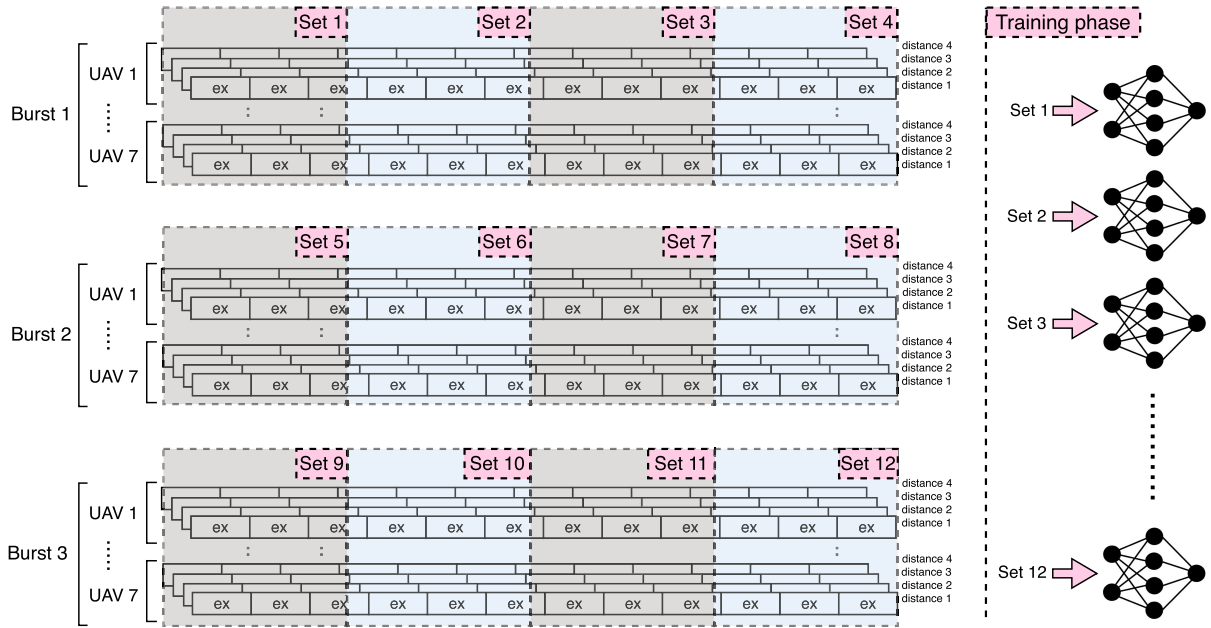 Set 1 Set 2 Set 3 Set 4 Training phase
distance 4
distance 3
UAV 1 distance 2
ex ex ex ex ex ex ex ex ex ex ex ex distance 1
Burst 1 : : : Set 1
distance 4
distance 3
UAV 7 distance 2
ex ex ex ex ex ex ex ex ex ex ex ex distance 1
Set 2
Set 5 Set 6 Set 7 Set 8
distance 4
distance 3
UAV 1 distance 2
ex ex ex ex ex ex ex ex ex ex ex ex distance 1
Set 3
Burst 2 : : :
distance 4
distance 3
UAV 7 distance 2
ex ex ex ex ex ex ex ex ex ex ex ex distance 1
Set 9 Set 10 Set 11 Set 12
distance 4
distance 3
UAV 1 distance 2
ex ex ex ex ex ex ex ex ex ex ex ex distance 1
Burst 3 : : :
distance 4
Set 12
distance 3
UAV 7 distance 2
ex ex ex ex ex ex ex ex ex ex ex ex distance 1